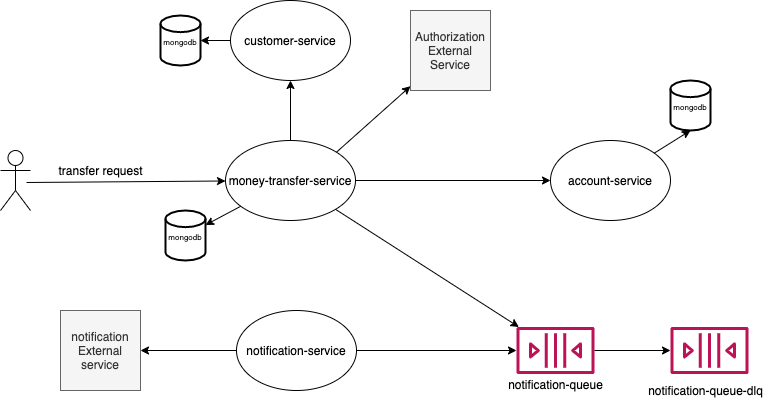 mongodb
customer-service
Authorization
External
Service
mongodb
transfer request
money-transfer-service
account-service
mongodb
notification
External
service
notification-service
notification-queue
notification-queue-dlq